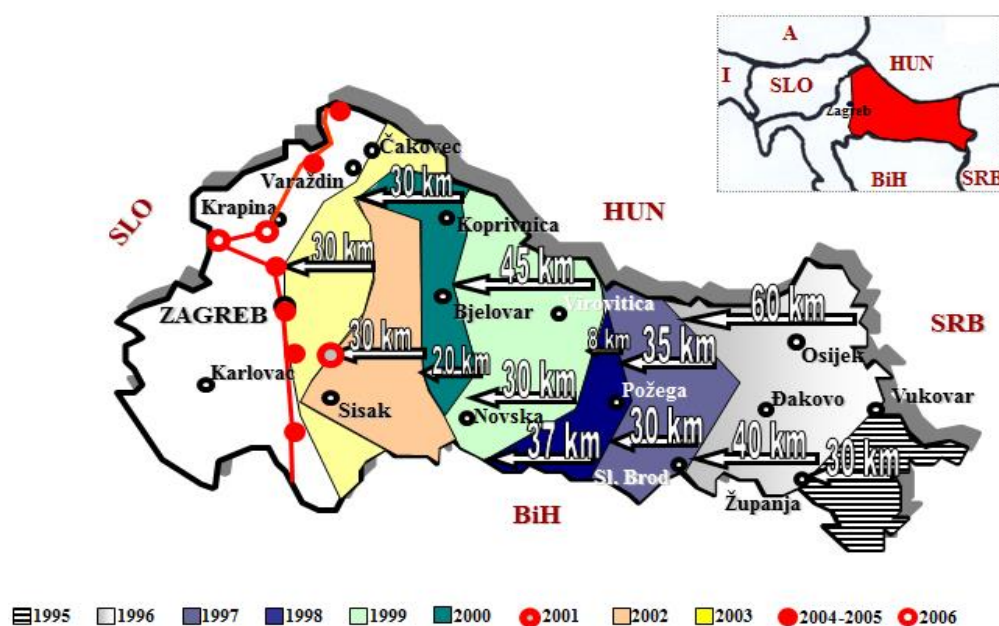 A
HUN
I
SLO
Zagreb
BiH
SRB
Čakovec
Varaždin
30 km
SLO
Krapina
HUN
Koprivnica
30 km
45 km
ZAGREB
Bjelovar
Virovitica
60 km
SRB
30 km
8 km
35 km
Osijek
Karlovac
20 km
30 km
Sisak
Požega
Đakovo
Vukovar
Novska
37 km
30 km
40 km
30 km
Sl. Brod
Županja
BiH
1995 1996 1997 1998 1999 2000 2001 2002 2003 2004-2005 2006